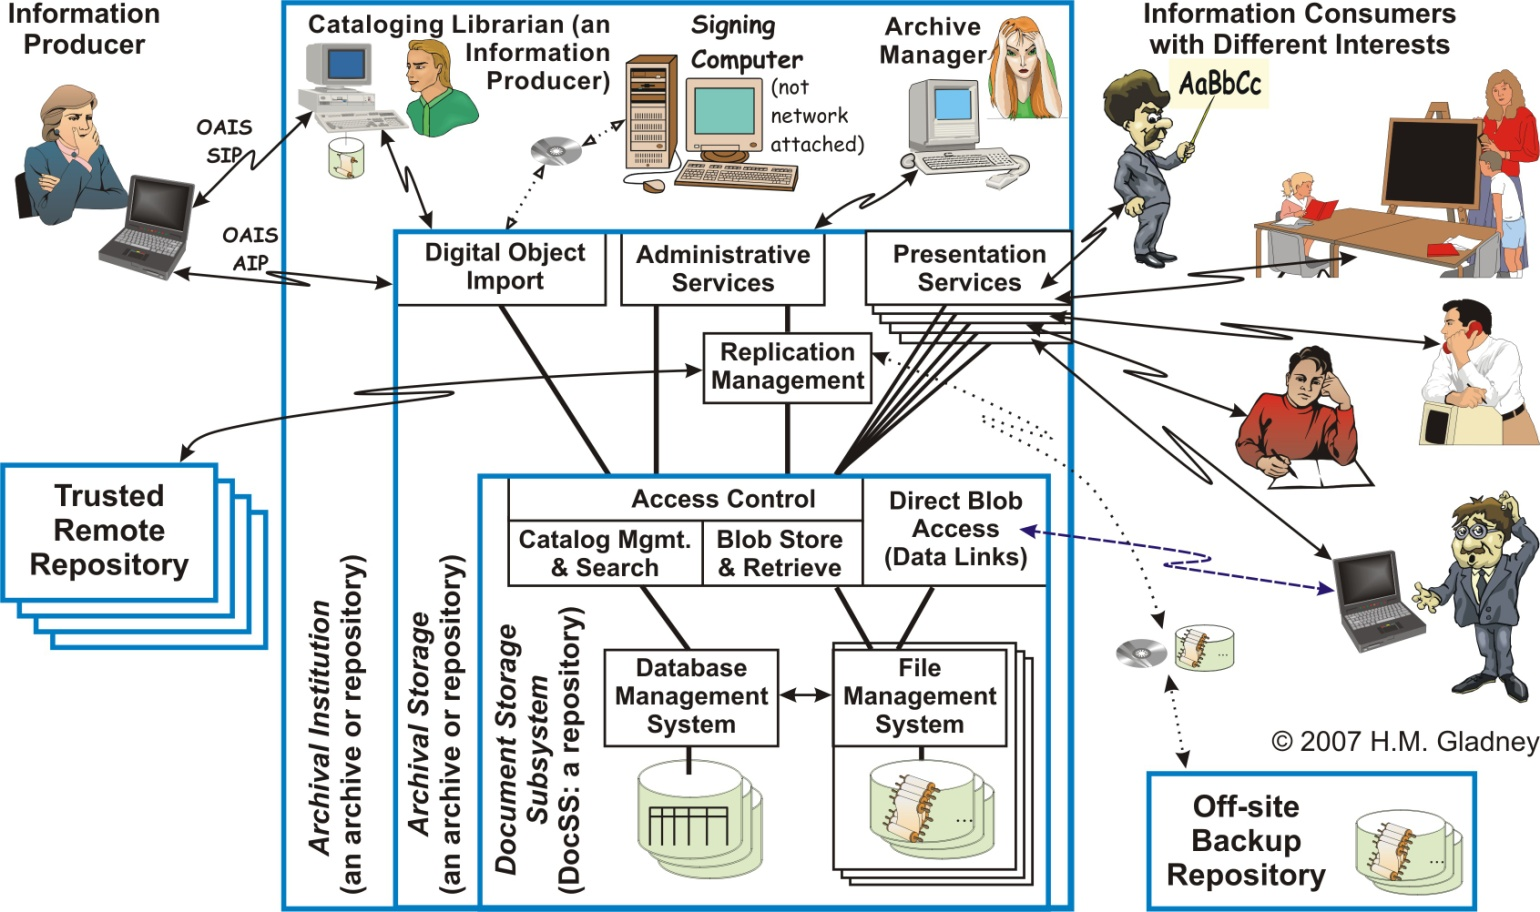 Information
Producer
Cataloging Librarian (an
Information
Producer)
Signing
Computer
(not
network
attached)
Archive
Manager
Information Consumers
with Different Interests
AaBbCc
OAIS
SIP
OAIS
AIP
Digital Object
Import
Administrative
Services
Presentation
Services
Replication
Management
Trusted
Remote
Repository
Access Control
Catalog Mgmt.
& Search
Blob Store
& Retrieve
Direct Blob
Access
(Data Links)
Archival Institution
(an archive or repository)
Archival Storage
(an archive or repository)
Document Storage
Subsystem
(DocSS: a repository)
Database
Management
System
File
Management
System
...
...
© 2007 H.M. Gladney
Off-site
Backup
Repository
...